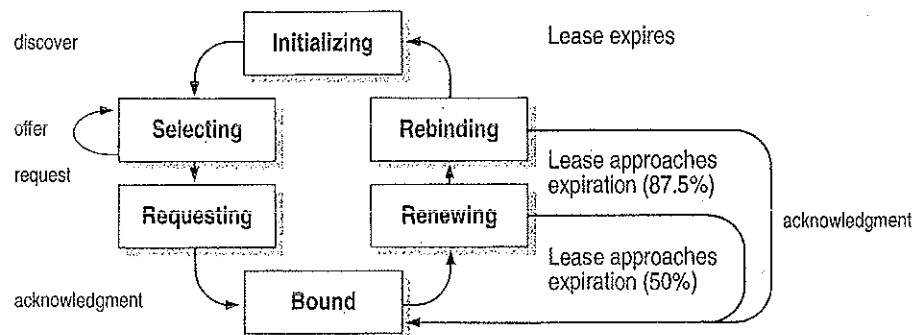 discover
Initializing
Lease expires
offer
Selecting
Rebinding
request
Lease approaches
expiration (87.5%)
Requesting
Renewing
acknowledgment
Lease approaches
expiration (50%)
acknowledgment
Bound